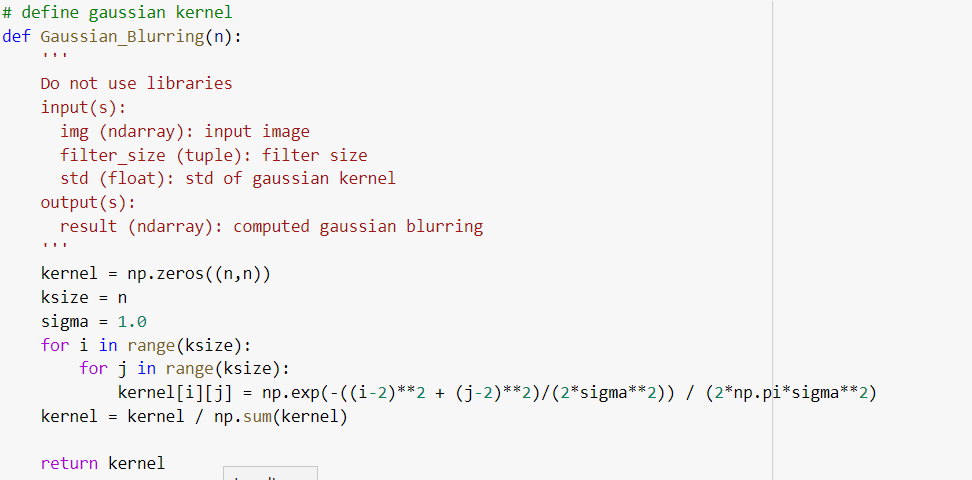 # define gaussian kernel
def Gaussian_Blurring(n):
    '''
    Do not use libraries
    input(s):
      img (ndarray): input image
      filter_size (tuple): filter size
      std (float): std of gaussian kernel
    output(s):
      result (ndarray): computed gaussian blurring
    '''
    kernel = np.zeros((n,n))
    ksize = n
    sigma = 1.0
    for i in range(ksize):
        for j in range(ksize):
            kernel[i][j] = np.exp(-((i-2)**2 + (j-2)**2)/(2*sigma**2)) / (2*np.pi*sigma**2)
    kernel = kernel / np.sum(kernel)
    return kernel